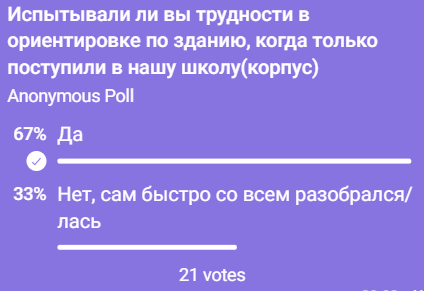 Испытывали ли вы трудности в
ориентировке по зданию, когда только
поступили в нашу школу(корпус)
Anonymous Poll
67% Да
33% Нет, сам быстро со всем разобрался/
лась
21 votes